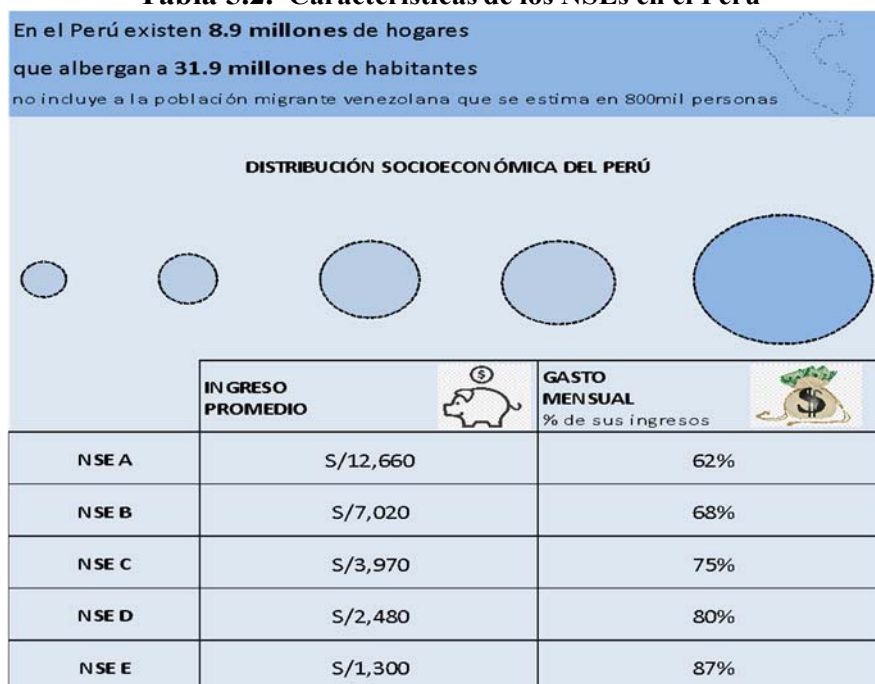 Tabla 3.2. Características de los NSEs en el Perú
En el Perú existen 8.9 millones de hogares
que albergan a 31.9 millones de habitantes
no incluye a la población migrante venezolana que se estima en 800mil personas
DISTRIBUCIÓN SOCIOECONÓMICA DEL PERÚ
INGRESO
PROMEDIO
GASTO
MENSUAL
% de sus ingresos
NSE A S/12,660 62%
NSE B S/7,020 68%
NSE C S/3,970 75%
NSE D S/2,480 80%
NSE E S/1,300 87%